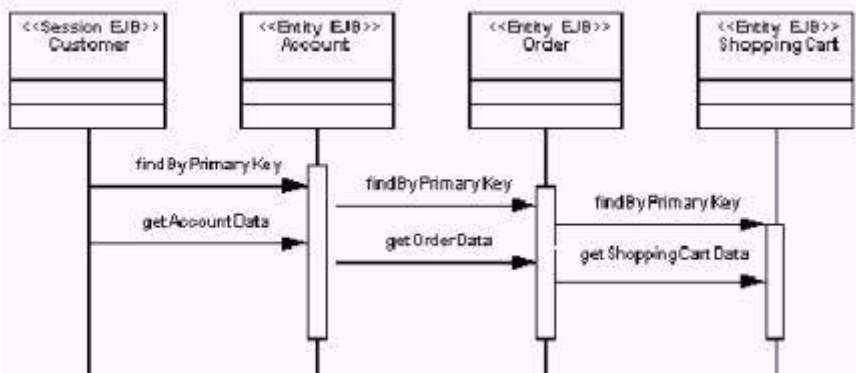 <<Session EJB>>
Customer
<<Entity EJB>>
Account
<<Entity EJB>>
Order
<<Entity EJB>>
Shopping Cart
findByPrimaryKey
getAccountData
findByPrimaryKey
getOrderData
findByPrimaryKey
getShoppingCartData